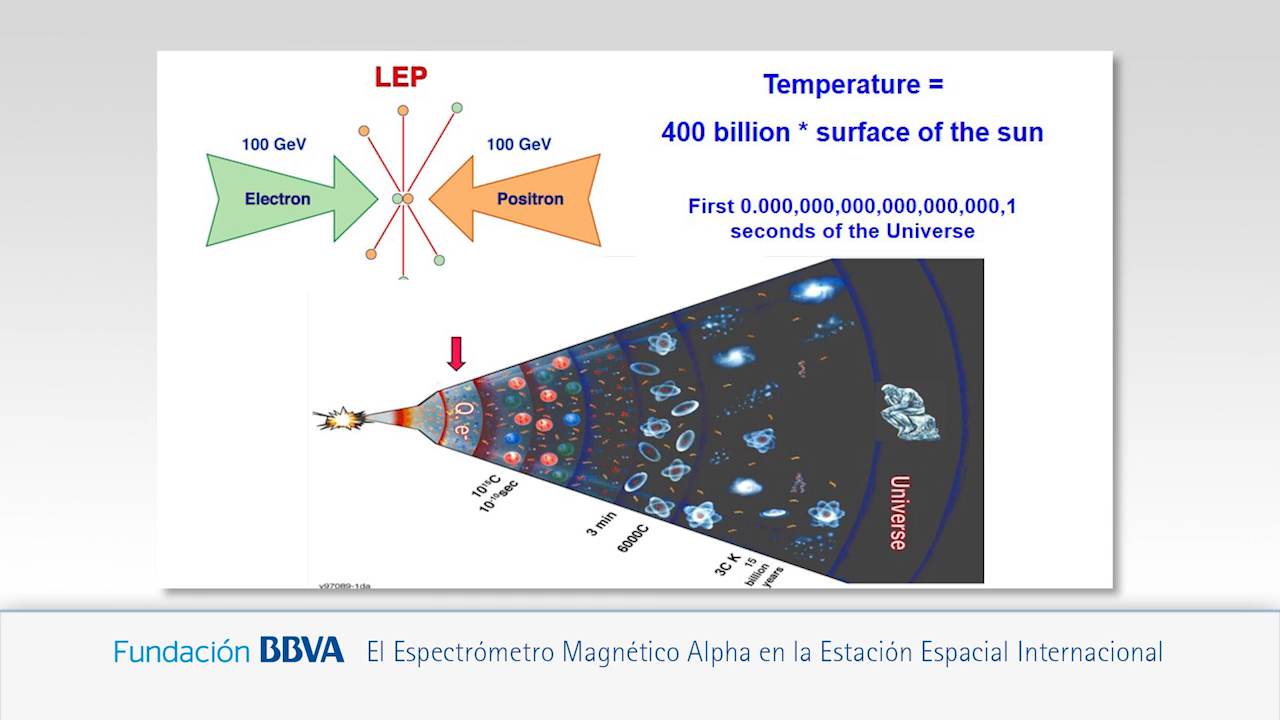 LEP
100 GeV
100 GeV
Electron
Positron
Temperature =
400 billion * surface of the sun
First 0.000,000,000,000,000,000,1
seconds of the Universe
Q, e-
10¹⁵C
10⁻¹⁰sec
3 min
6000C
3C K
15
billion
years
Universe
v97089-1da
Fundación BBVA El Espectrómetro Magnético Alpha en la Estación Espacial Internacional